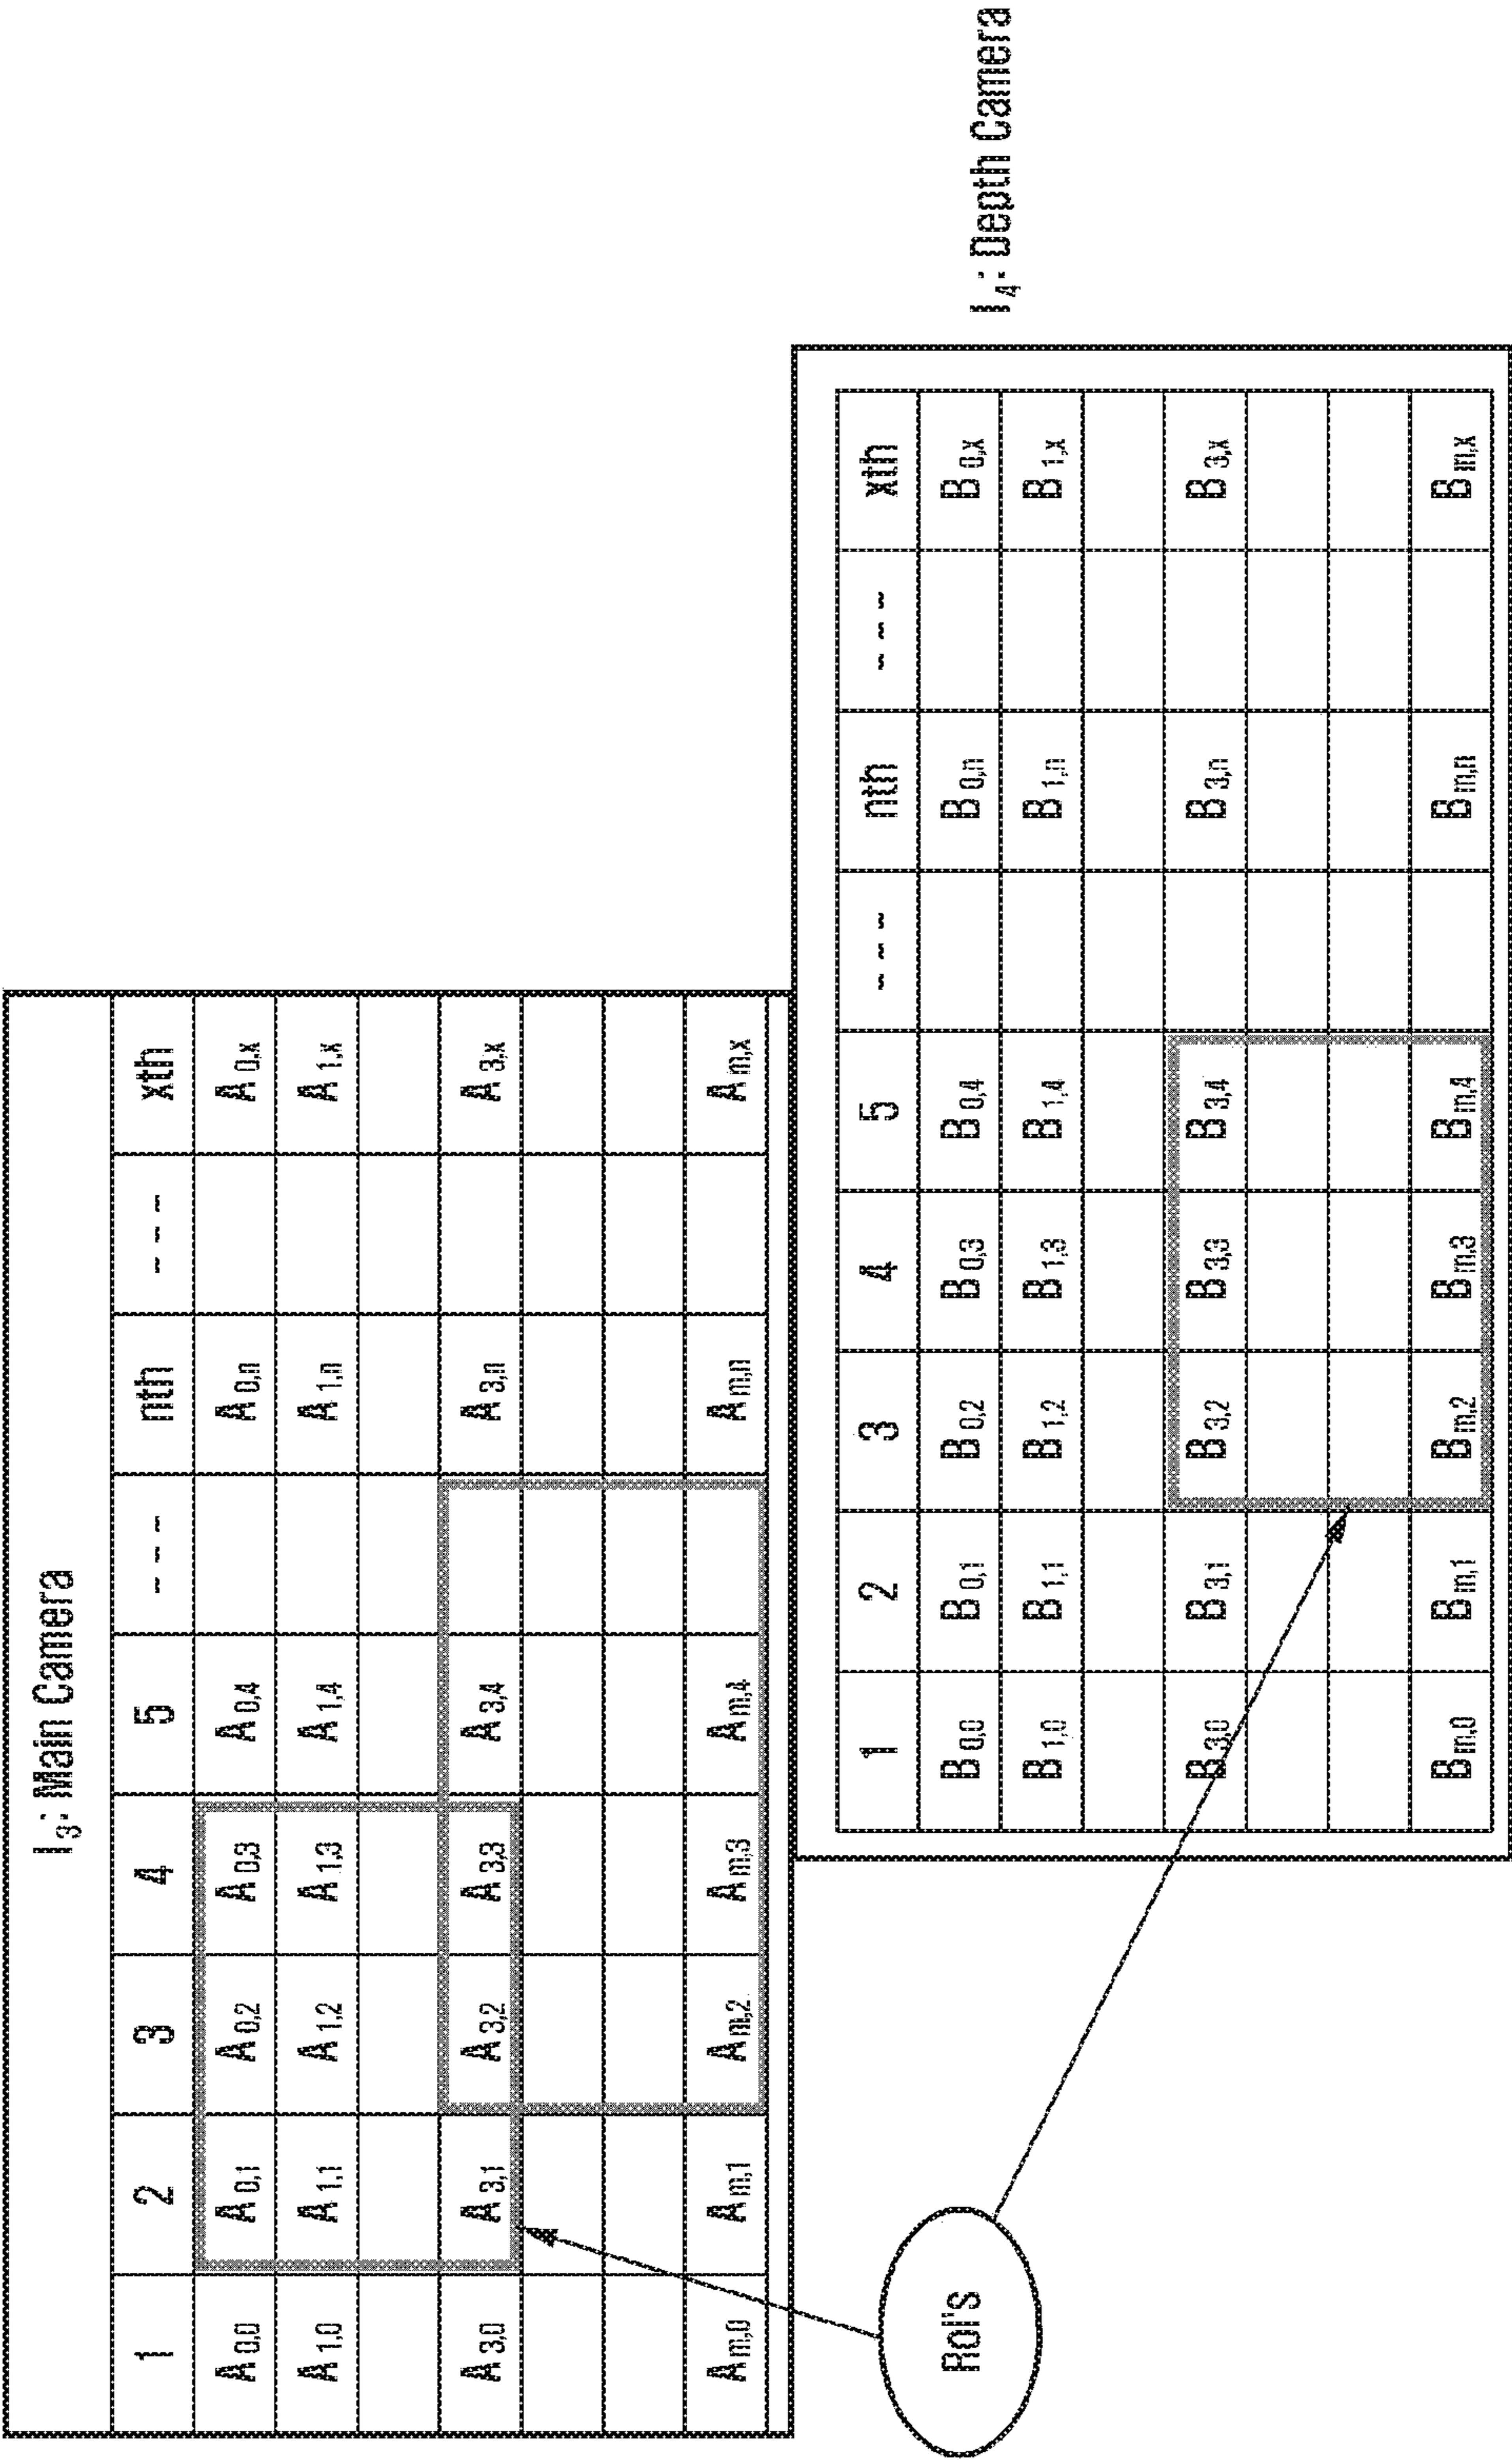 I₃: Main Camera
1 2 3 4 5 --- nth --- xth
A₀,₀ A₀,₁ A₀,₂ A₀,₃ A₀,₄ A₀,ₙ A₀,ₓ
A₁,₀ A₁,₁ A₁,₂ A₁,₃ A₁,₄ A₁,ₙ A₁,ₓ
A₃,₀ A₃,₁ A₃,₂ A₃,₃ A₃,₄ A₃,ₙ A₃,ₓ
Aₘ,₀ Aₘ,₁ Aₘ,₂ Aₘ,₃ Aₘ,₄ Aₘ,ₙ Aₘ,ₓ
RoI's
1 2 3 4 5 --- nth --- xth
B₀,₀ B₀,₁ B₀,₂ B₀,₃ B₀,₄ B₀,ₙ B₀,ₓ
B₁,₀ B₁,₁ B₁,₂ B₁,₃ B₁,₄ B₁,ₙ B₁,ₓ
B₃,₀ B₃,₁ B₃,₂ B₃,₃ B₃,₄ B₃,ₙ B₃,ₓ
Bₘ,₀ Bₘ,₁ Bₘ,₂ Bₘ,₃ Bₘ,₄ Bₘ,ₙ Bₘ,ₓ
I₄: Depth Camera